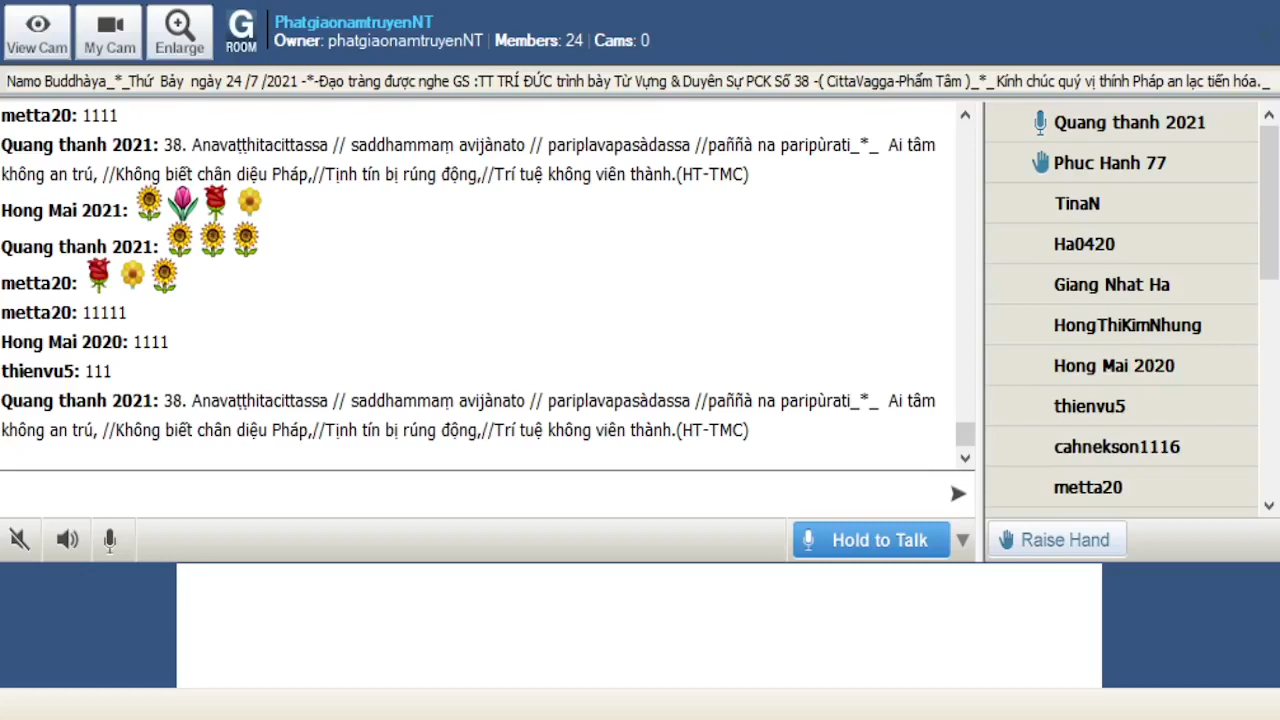 View Cam
My Cam
Enlarge
G
ROOM
PhatgiaonamtruyenNT
Owner: phatgiaonamtruyenNT | Members: 24 | Cams: 0
Namo Buddhàya_*_Thứ Bảy ngày 24 /7 /2021 -*-Đạo tràng được nghe GS :TT TRÍ ĐỨC trình bày Từ Vựng & Duyên Sự PCK Số 38 -( CittaVagga-Phẩm Tâm )_*_Kính chúc quý vị thính Pháp an lạc tiến hóa._
metta20: 1111
Quang thanh 2021: 38. Anavaṭṭhitacittassa // saddhammaṃ avijànato // pariplavapasàdassa //paññà na paripùrati_*_ Ai tâm
không an trú, //Không biết chân diệu Pháp,//Tịnh tín bị rúng động,//Trí tuệ không viên thành.(HT-TMC)
Hong Mai 2021:
Quang thanh 2021:
metta20:
metta20: 11111
Hong Mai 2020: 1111
thienvu5: 111
Quang thanh 2021: 38. Anavaṭṭhitacittassa // saddhammaṃ avijànato // pariplavapasàdassa //paññà na paripùrati_*_ Ai tâm
không an trú, //Không biết chân diệu Pháp,//Tịnh tín bị rúng động,//Trí tuệ không viên thành.(HT-TMC)
Hold to Talk
Quang thanh 2021
Phuc Hanh 77
TinaN
Ha0420
Giang Nhat Ha
HongThiKimNhung
Hong Mai 2020
thienvu5
cahnekson1116
metta20
Raise Hand